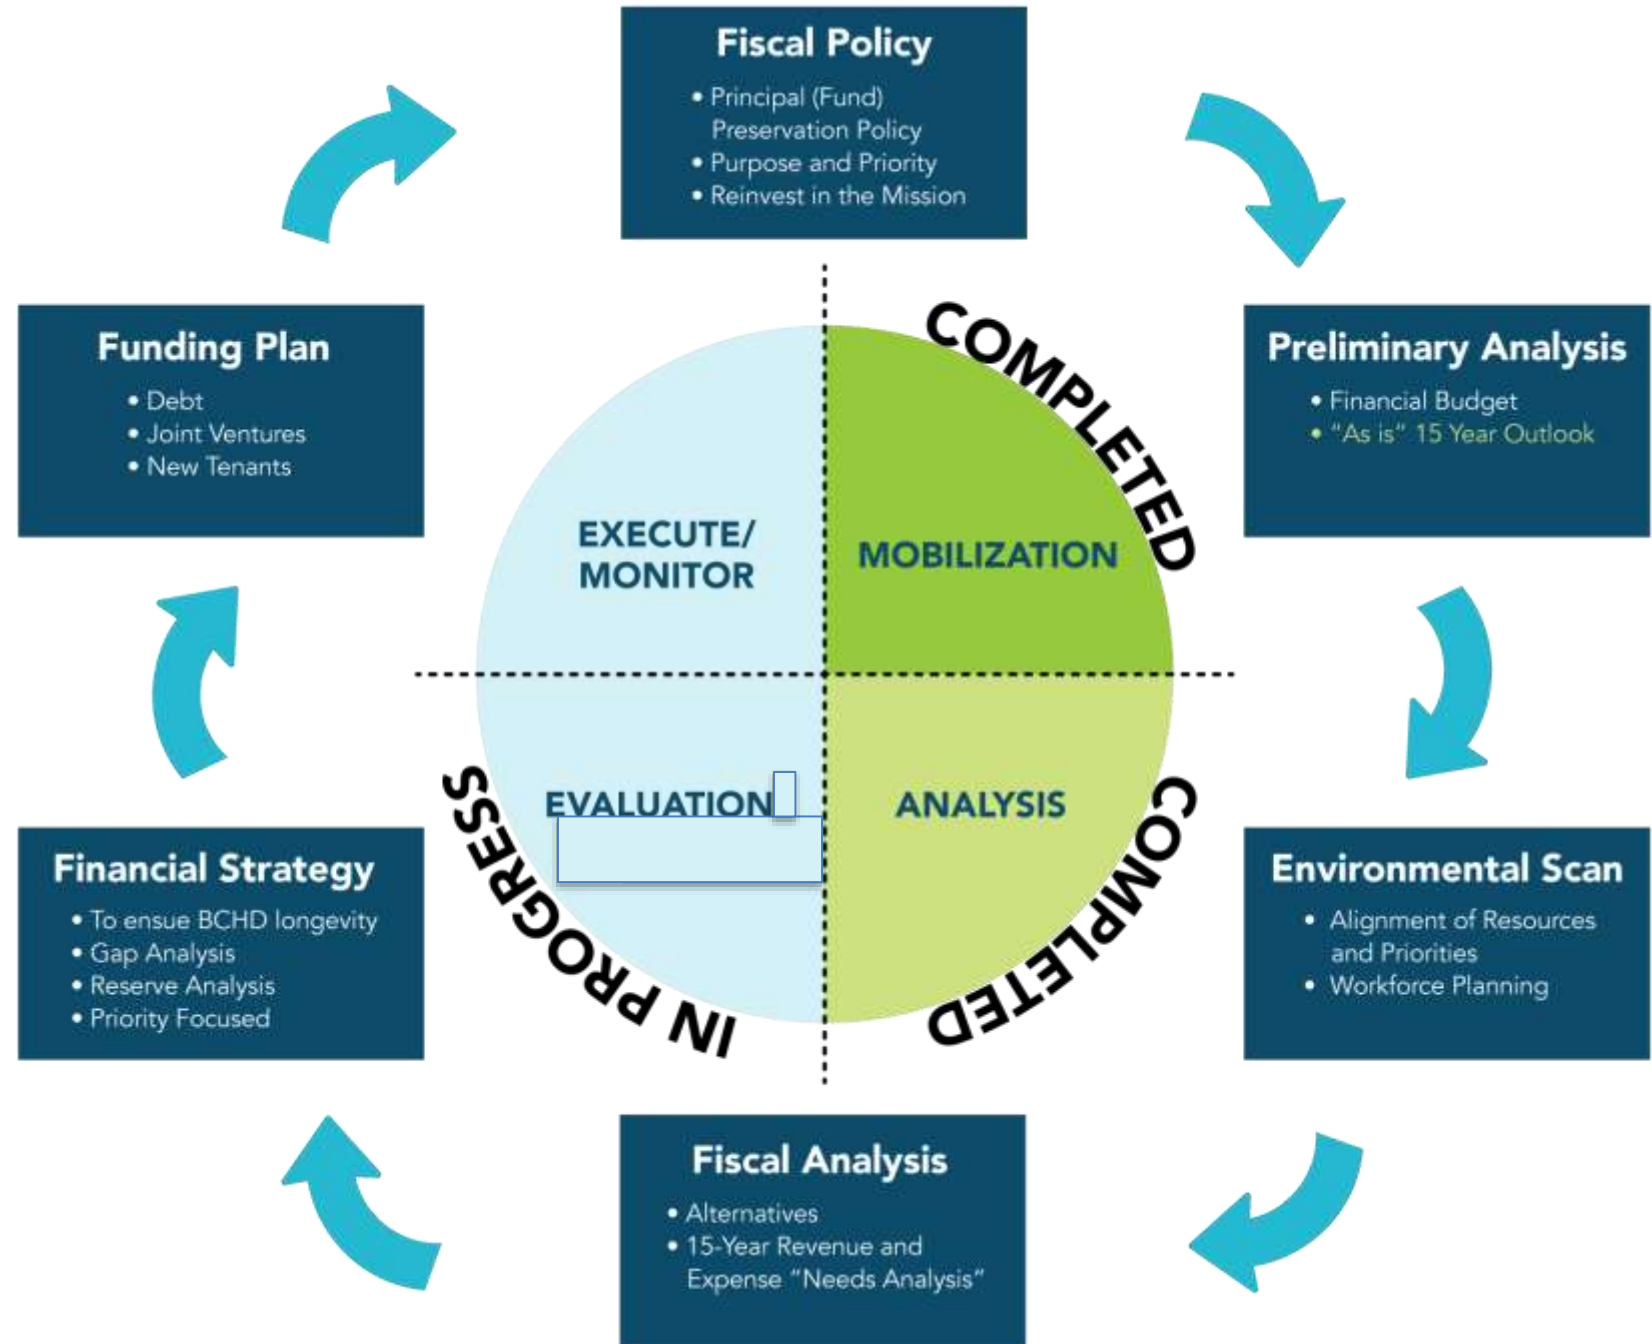 Fiscal Policy
• Principal (Fund)
Preservation Policy
• Purpose and Priority
• Reinvest in the Mission
Preliminary Analysis
• Financial Budget
• "As is" 15 Year Outlook
Environmental Scan
• Alignment of Resources
and Priorities
• Workforce Planning
Fiscal Analysis
• Alternatives
• 15-Year Revenue and
Expense "Needs Analysis"
Financial Strategy
• To ensue BCHD longevity
• Gap Analysis
• Reserve Analysis
• Priority Focused
Funding Plan
• Debt
• Joint Ventures
• New Tenants
COMPLETED
MOBILIZATION
COMPLETED
ANALYSIS
IN PROGRESS
EVALUATION
EXECUTE/
MONITOR